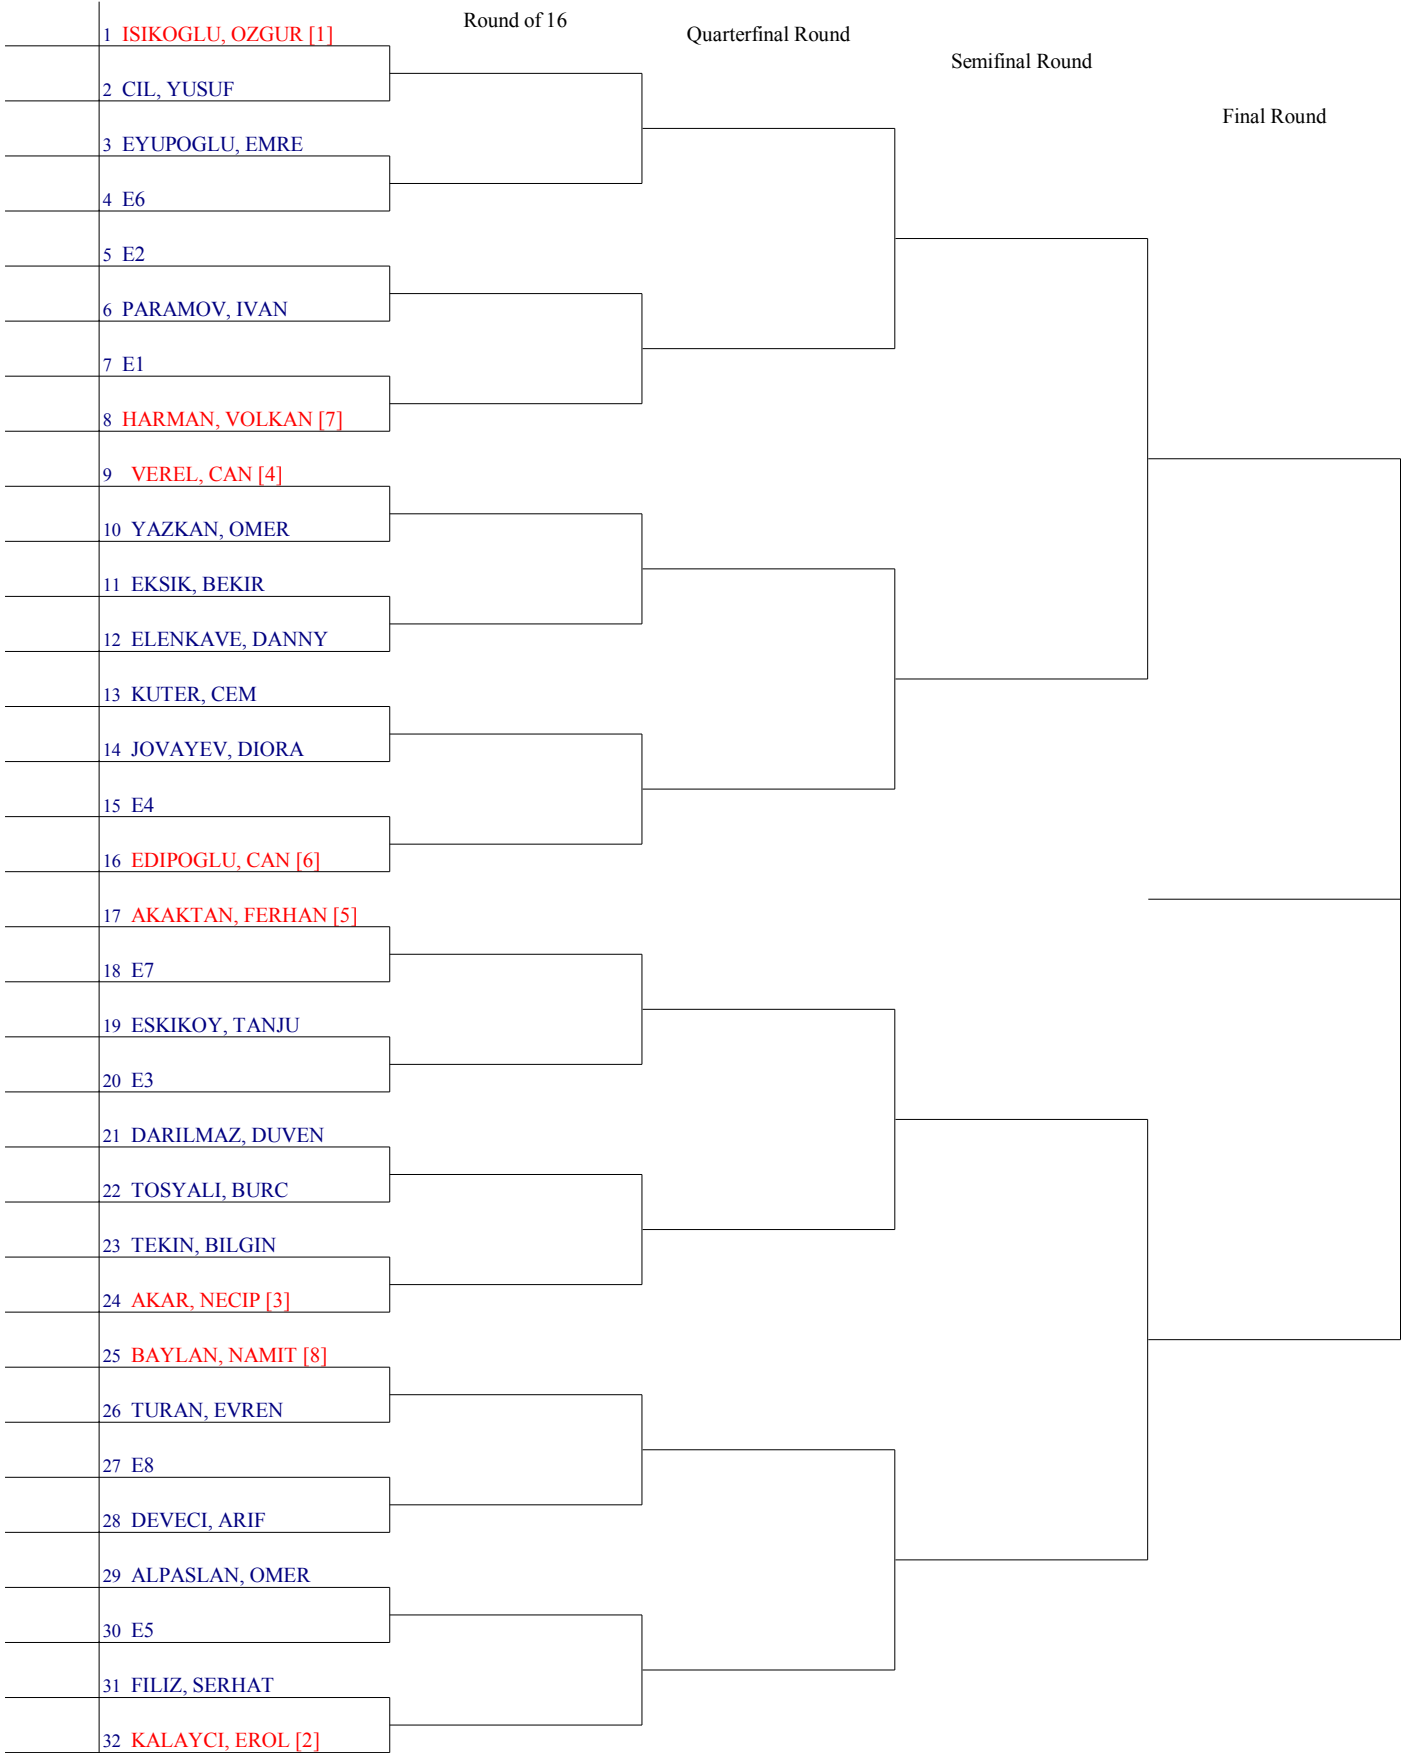 Round of 16
Quarterfinal Round
Semifinal Round
Final Round
1 ISIKOGLU, OZGUR [1]
2 CIL, YUSUF
3 EYUPOGLU, EMRE
4 E6
5 E2
6 PARAMOV, IVAN
7 E1
8 HARMAN, VOLKAN [7]
9 VEREL, CAN [4]
10 YAZKAN, OMER
11 EKSIK, BEKIR
12 ELENKAVE, DANNY
13 KUTER, CEM
14 JOVAYEV, DIORA
15 E4
16 EDIPOGLU, CAN [6]
17 AKAKTAN, FERHAN [5]
18 E7
19 ESKIKOY, TANJU
20 E3
21 DARILMAZ, DUVEN
22 TOSYALI, BURC
23 TEKIN, BILGIN
24 AKAR, NECIP [3]
25 BAYLAN, NAMIT [8]
26 TURAN, EVREN
27 E8
28 DEVECI, ARIF
29 ALPASLAN, OMER
30 E5
31 FILIZ, SERHAT
32 KALAYCI, EROL [2]